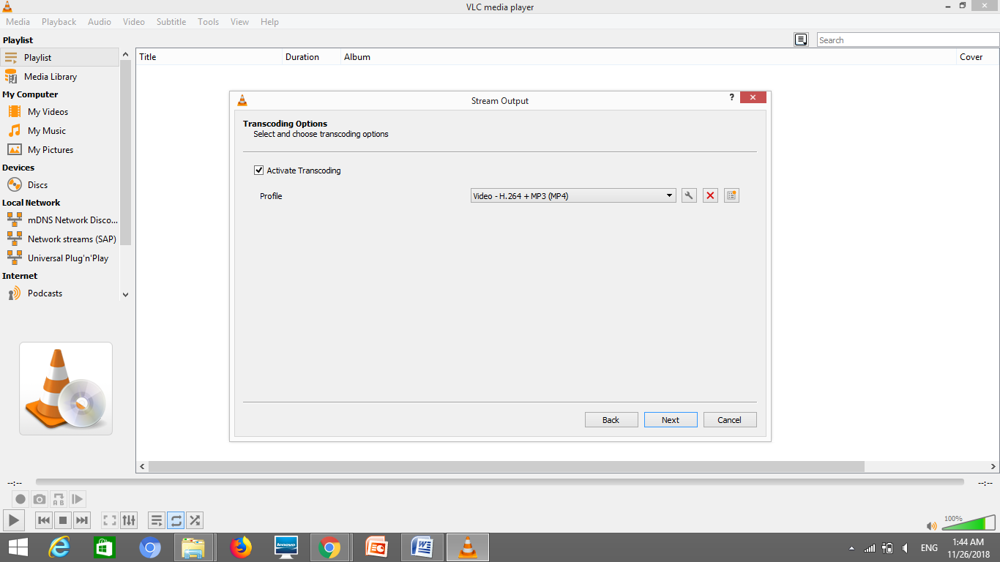 VLC media player
Media Playback Audio Video Subtitle Tools View Help
Playlist
Search
Playlist
Media Library
My Computer
My Videos
My Music
My Pictures
Devices
Discs
Local Network
mDNS Network Disco...
Network streams (SAP)
Universal Plug'n'Play
Internet
Podcasts
Title Duration Album Cover
Stream Output
?
Transcoding Options
Select and choose transcoding options
Activate Transcoding
Profile Video - H.264 + MP3 (MP4)
Back Next Cancel
--:-- --:--
A B
100%
lenovo
ENG
1:44 AM
11/26/2018